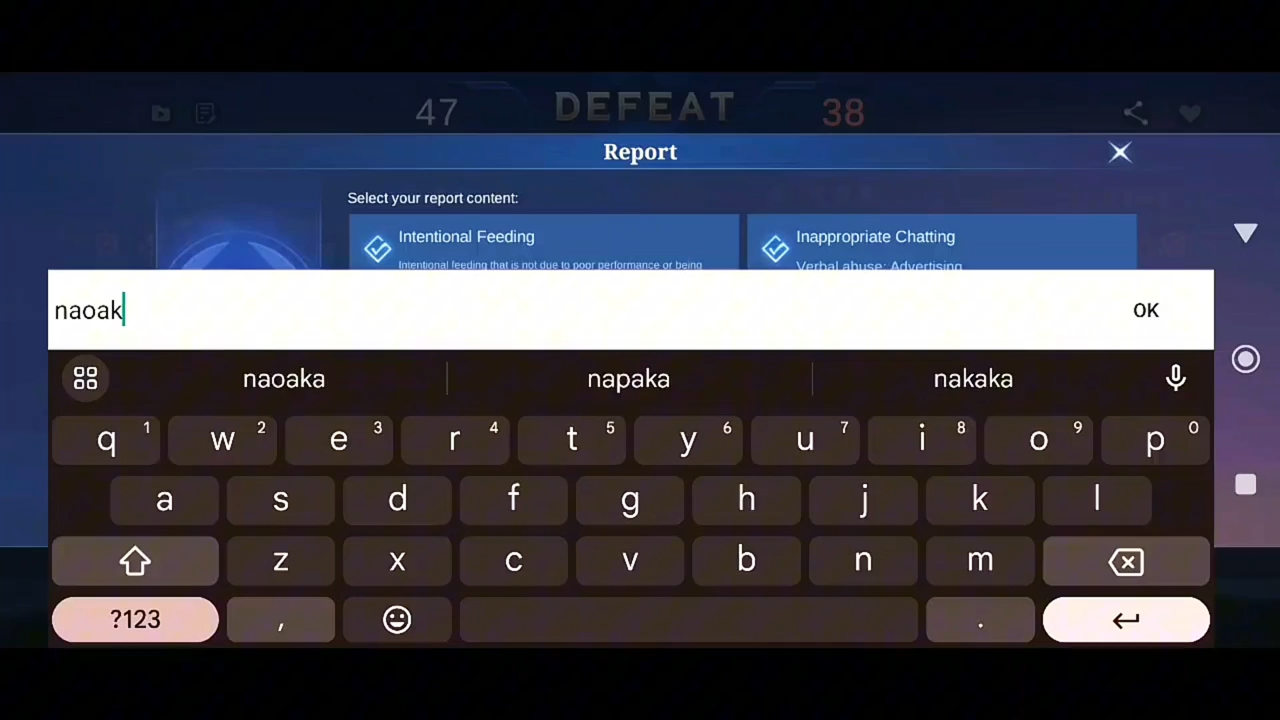 47 DEFEAT 38
Report
Select your report content:
Intentional Feeding
Inappropriate Chatting
Intentional feeding that is not due to poor performance or being
Verbal abuse; Advertising
naoak
OK
naoaka napaka nakaka
q 1 w 2 e 3 r 4 t 5 y 6 u 7 i 8 o 9 p 0
a s d f g h j k l
z x c v b n m
?123 , .